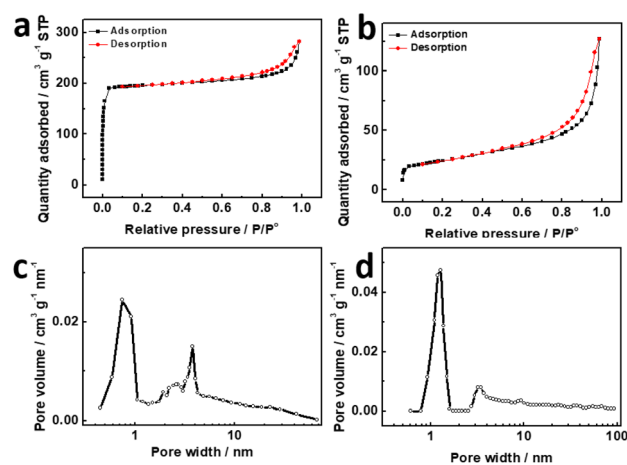 a
Adsorption
Desorption
Quantity adsorbed / cm³ g⁻¹ STP
300
200
100
0
0.0 0.2 0.4 0.6 0.8 1.0
Relative pressure / P/P°
b
Adsorption
Desorption
Quantity adsorbed / cm³ g⁻¹ STP
125
100
75
50
25
0
0.0 0.2 0.4 0.6 0.8 1.0
Relative pressure / P/P°
c
Pore volume / cm³ g⁻¹ nm⁻¹
0.02
0.00
1 10
Pore width / nm
d
Pore volume / cm³ g⁻¹ nm⁻¹
0.04
0.02
0.00
1 10 100
Pore width / nm